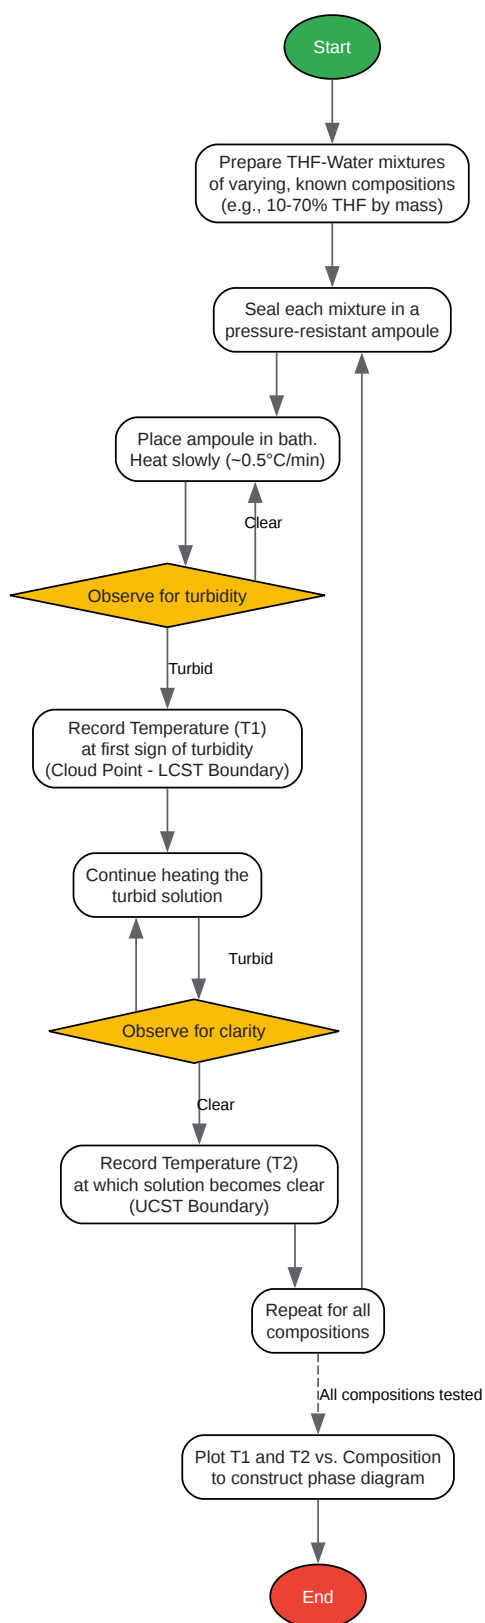 Start
Prepare THF-Water mixtures
of varying, known compositions
(e.g., 10-70% THF by mass)
Seal each mixture in a
pressure-resistant ampoule
Place ampoule in bath.
Heat slowly (~0.5°C/min)
Clear
Observe for turbidity
Turbid
Record Temperature (T1)
at first sign of turbidity
(Cloud Point - LCST Boundary)
Continue heating the
turbid solution
Turbid
Observe for clarity
Clear
Record Temperature (T2)
at which solution becomes clear
(UCST Boundary)
Repeat for all
compositions
All compositions tested
Plot T1 and T2 vs. Composition
to construct phase diagram
End